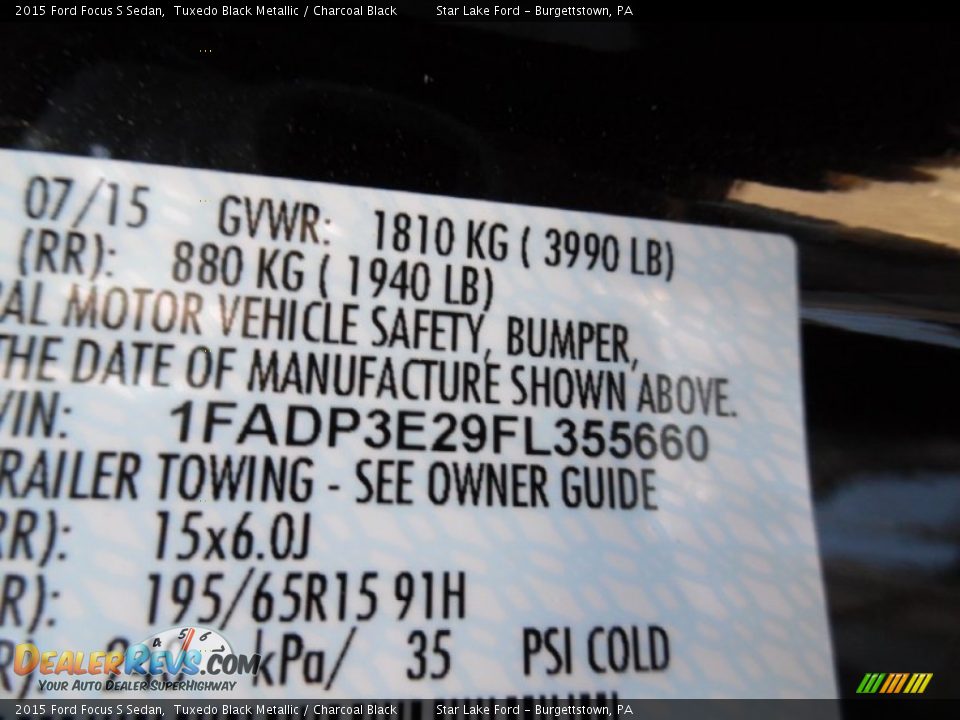 2015 Ford Focus S Sedan, Tuxedo Black Metallic / Charcoal Black Star Lake Ford - Burgettstown, PA
07/15 GVWR: 1810 KG ( 3990 LB)
(RR): 880 KG ( 1940 LB)
AL MOTOR VEHICLE SAFETY, BUMPER,
THE DATE OF MANUFACTURE SHOWN ABOVE.
VIN: 1FADP3E29FL355660
RAILER TOWING - SEE OWNER GUIDE
RR): 15x6.0J
R): 195/65R15 91H
kPa/ 35 PSI COLD
4 5 6
DEALERREVS.COM
YOUR AUTO DEALER SUPERHIGHWAY
2015 Ford Focus S Sedan, Tuxedo Black Metallic / Charcoal Black Star Lake Ford - Burgettstown, PA